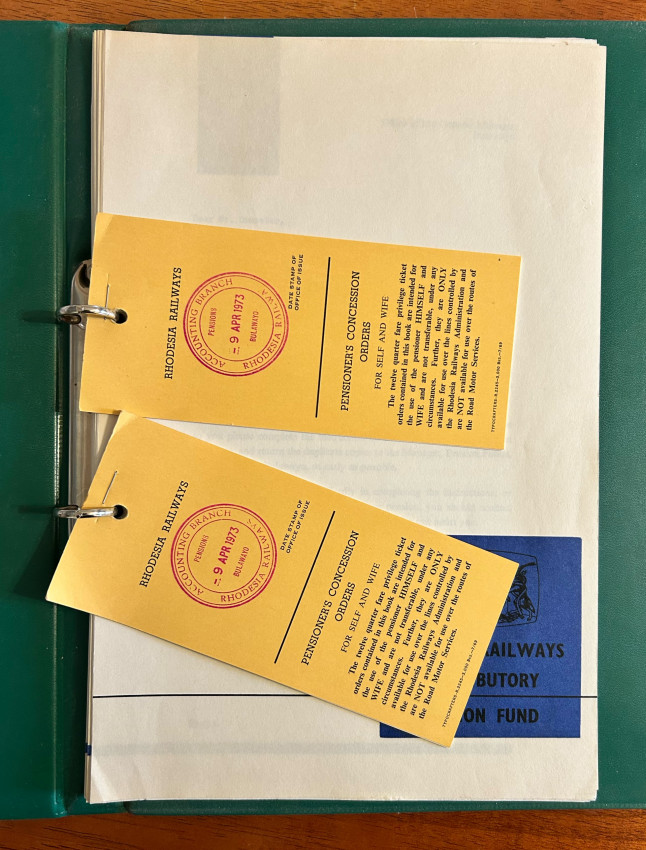 RHODESIA RAILWAYS
ACCOUNTING BRANCH
PENSIONS
9 APR 1973
BULAWAYO
RHODESIA RAILWA
DATE STAMP OF
OFFICE OF ISSUE
PENSIONER'S CONCESSION
ORDERS
FOR SELF AND WIFE
The twelve quarter fare privilege ticket
orders contained in this book are intended for
the use of the pensioner HIMSELF and
WIFE and are not transferable, under any
circumstances. Further, they are ONLY
available for use over the lines controlled by
the Rhodesia Railways Administration and
are NOT available for use over the routes of
the Road Motor Services.
RHODESIA RAILWAYS
ACCOUNTING BRANCH
PENSIONS
9 APR 1973
BULAWAYO
RHODESIA RAILWAYS
DATE STAMP OF
OFFICE OF ISSUE
PENSIONER'S CONCESSION
ORDERS
FOR SELF AND WIFE
The twelve quarter fare privilege ticket
orders contained in this book are intended for
the use of the pensioner HIMSELF and
WIFE and are not transferable, under any
circumstances. Further, they are ONLY
available for use over the lines controlled by
the Rhodesia Railways Administration and
are NOT available for use over the routes of
the Road Motor Services.
AILWAYS
BUTORY
ON FUND